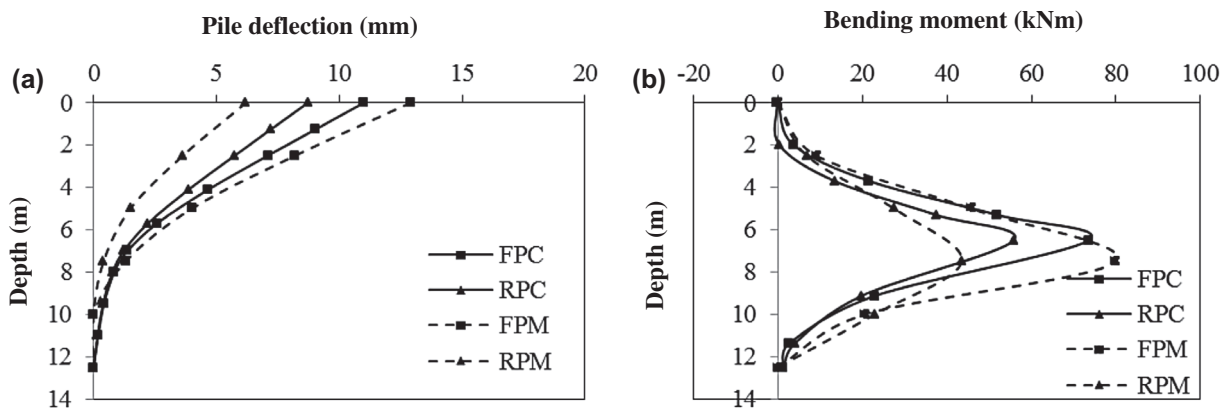 Pile deflection (mm)
(a)
0 5 10 15 20
0
2
4
6
8
10
12
14
Depth (m)
FPC
RPC
FPM
RPM
Bending moment (kNm)
(b)
-20 0 20 40 60 80 100
0
2
4
6
8
10
12
14
Depth (m)
FPC
RPC
FPM
RPM